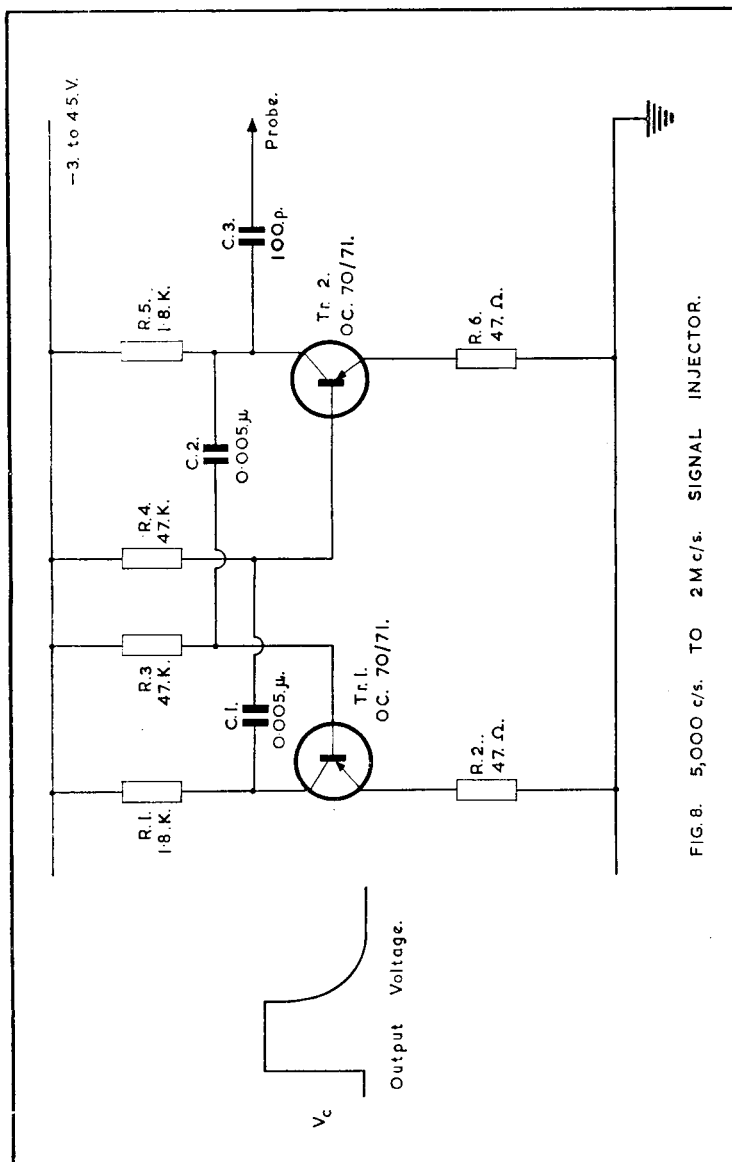 -3. to 4·5.V.
R.1.
1·8.K.
R.3
47.K.
R.4.
47.K.
R.5.
1·8.K.
C.1.
0·005.µ.
C.2.
0·005.µ
C.3.
100.p.
Probe.
Tr.1.
OC. 70/71.
Tr. 2.
OC. 70/71.
R.2..
47.Ω.
R.6.
47.Ω.
Vc
Output Voltage.
FIG. 8. 5,000 c/s. TO 2 M c/s. SIGNAL INJECTOR.